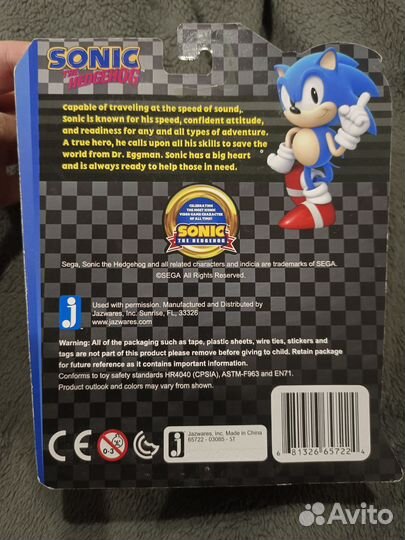 SONIC
THE HEDGEHOG
Capable of traveling at the speed of sound,
Sonic is known for his speed, confident attitude,
and readiness for any and all types of adventure.
A true hero, he calls upon all his skills to save the
world from Dr. Eggman. Sonic has a big heart
and is always ready to help those in need.
CELEBRATING
THE MOST ICONIC
VIDEO GAME CHARACTER
OF ALL TIME!
SONIC
THE HEDGEHOG
Sega, Sonic the Hedgehog and all related characters and indicia are trademarks of SEGA.
©SEGA All Rights Reserved.
j
Used with permission. Manufactured and Distributed by
Jazwares, Inc. Sunrise, FL, 33326
www.jazwares.com
Warning: All of the packaging such as tape, plastic sheets, wire ties, stickers and
tags are not part of this product please remove before giving to child. Retain package
for future reference as it contains important information.
Conforms to toy safety standards HR4040 (CPSIA), ASTM-F963 and EN71.
Product outlook and colors may vary from shown.
CE
0-3
j
Jazwares, Inc. Made in China
65722 - 03085 - ST
6 81326 65722 4
Avito